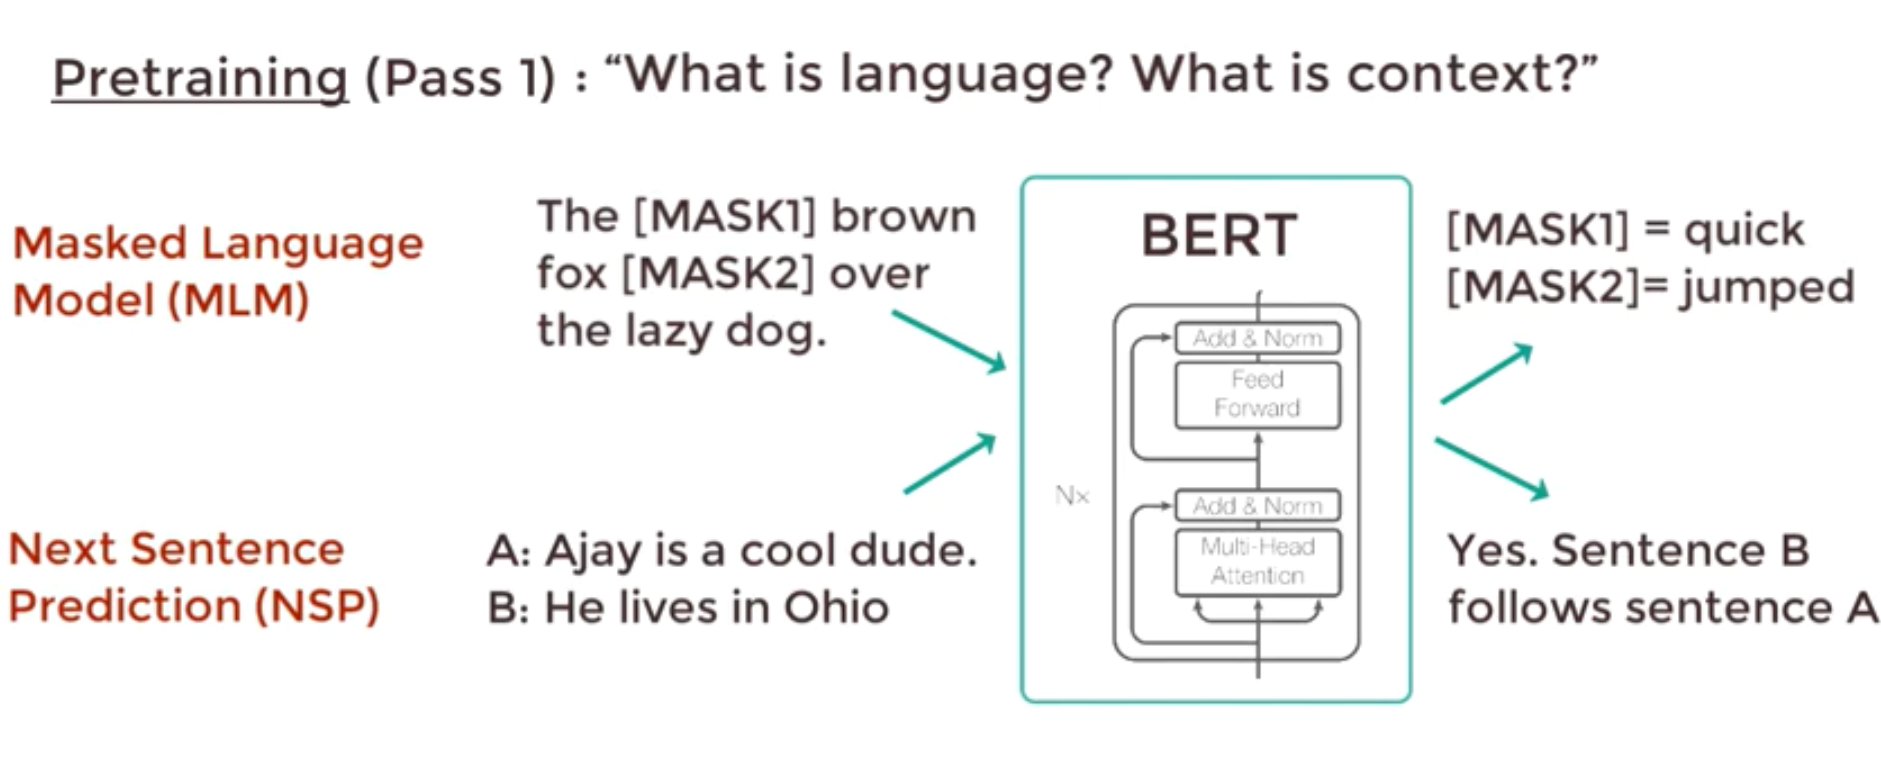 Pretraining (Pass 1) : “What is language? What is context?”
Masked Language
Model (MLM)
The [MASK1] brown
fox [MASK2] over
the lazy dog.
BERT
Add & Norm
Feed
Forward
Nx
Add & Norm
Multi-Head
Attention
[MASK1] = quick
[MASK2]= jumped
Next Sentence
Prediction (NSP)
A: Ajay is a cool dude.
B: He lives in Ohio
Yes. Sentence B
follows sentence A